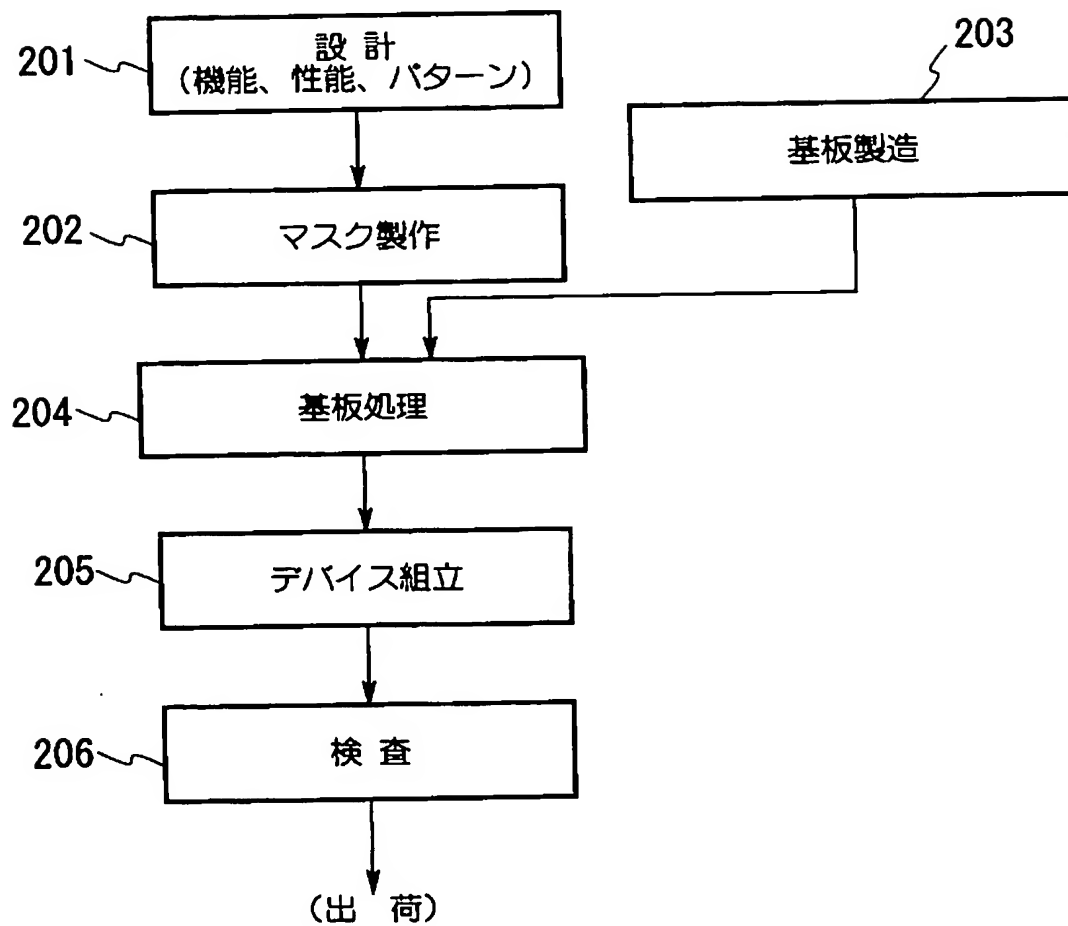 201
設 計
（機能、性能、パターン）
203
基板製造
202
マスク製作
204
基板処理
205
デバイス組立
206
検 査
（出 荷）